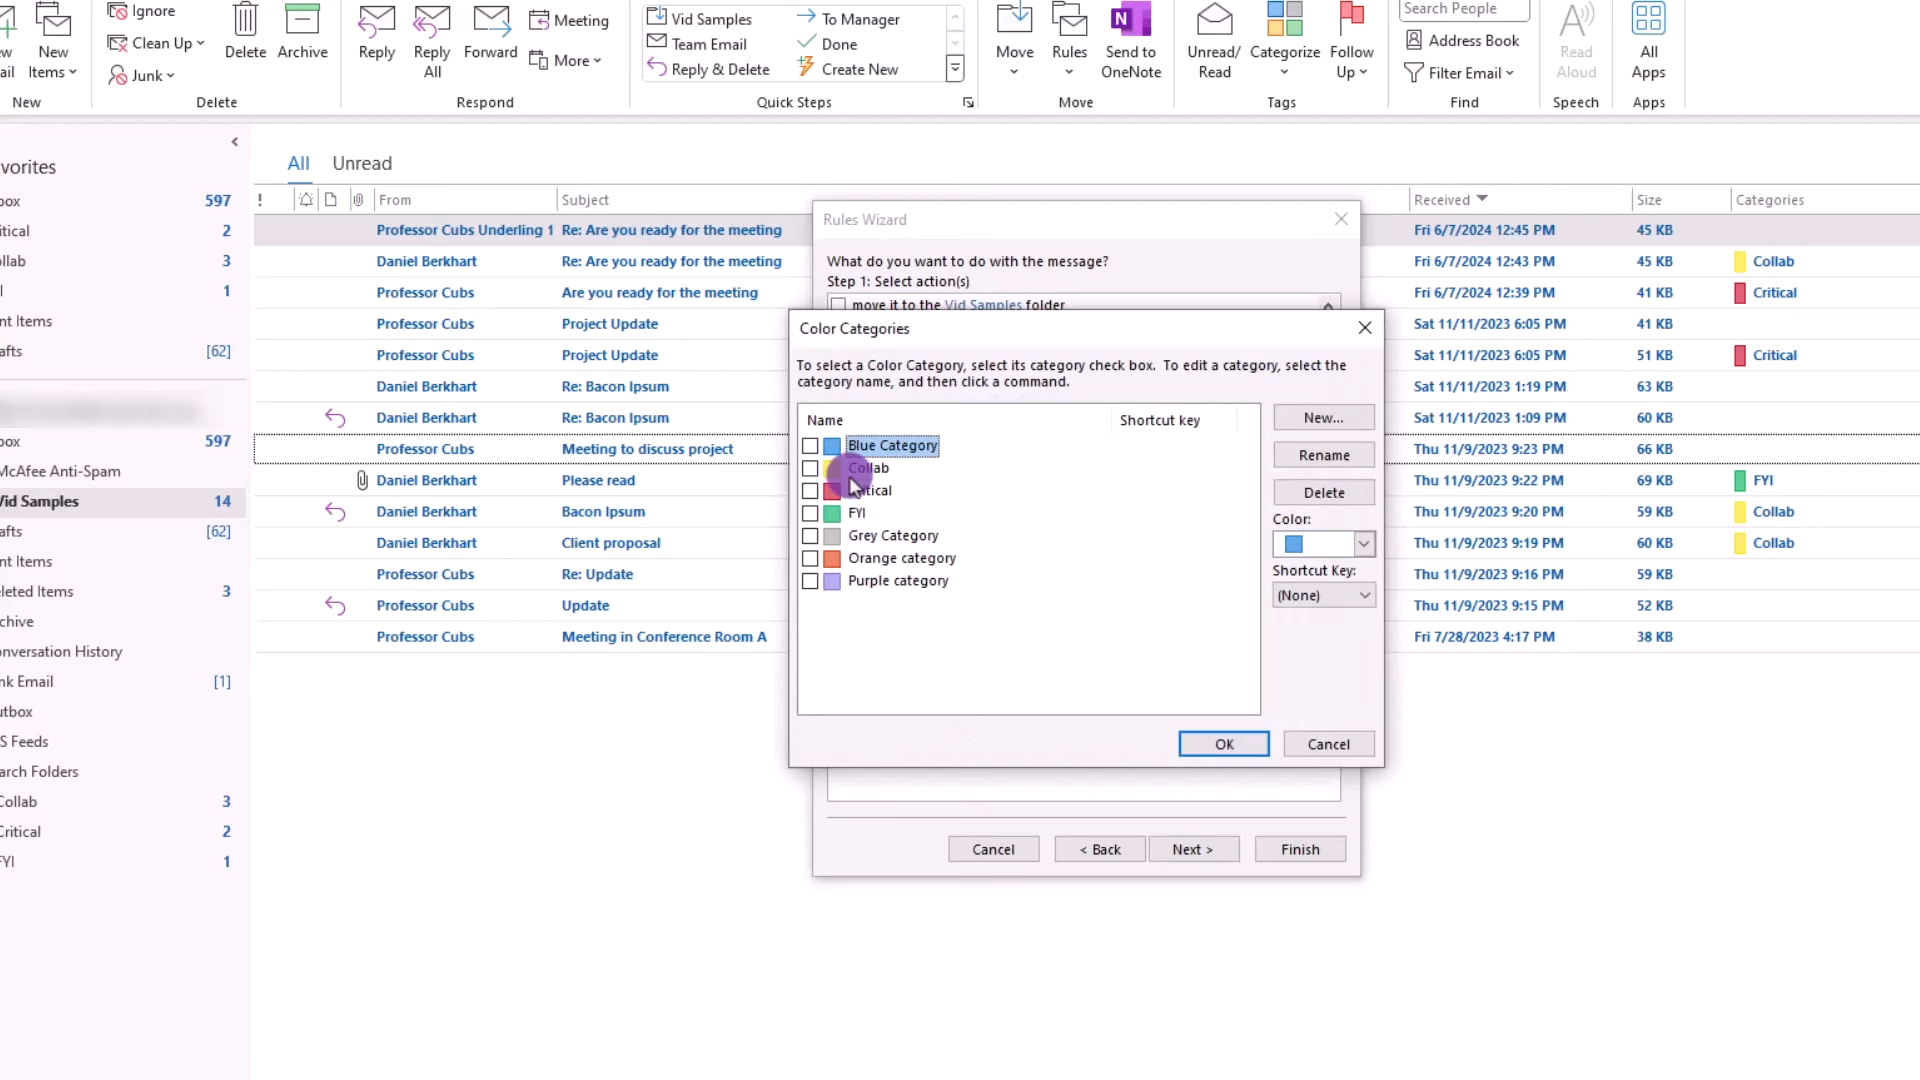 New
Items
New
Ignore
Clean Up
Junk
Delete
Archive
Delete
Reply
Reply
All
Forward
Meeting
More
Respond
Vid Samples
To Manager
Team Email
Done
Reply & Delete
Create New
Quick Steps
Move
Rules
Send to
OneNote
Move
Unread/
Read
Categorize
Follow
Up
Tags
Search People
Address Book
Filter Email
Find
Read
Aloud
Speech
All
Apps
Apps
vorites
box 597
itical 2
llab 3
I 1
nt Items
afts [62]
box 597
McAfee Anti-Spam
Vid Samples 14
afts [62]
nt Items
leted Items 3
chive
onversation History
nk Email [1]
utbox
S Feeds
arch Folders
Collab 3
Critical 2
FYI 1
All Unread
! From Subject Received Size Categories
Professor Cubs Underling 1 Re: Are you ready for the meeting Fri 6/7/2024 12:45 PM 45 KB
Daniel Berkhart Re: Are you ready for the meeting Fri 6/7/2024 12:43 PM 45 KB Collab
Professor Cubs Are you ready for the meeting Fri 6/7/2024 12:39 PM 41 KB Critical
Professor Cubs Project Update Sat 11/11/2023 6:05 PM 41 KB
Professor Cubs Project Update Sat 11/11/2023 6:05 PM 51 KB Critical
Daniel Berkhart Re: Bacon Ipsum Sat 11/11/2023 1:19 PM 63 KB
Daniel Berkhart Re: Bacon Ipsum Sat 11/11/2023 1:09 PM 60 KB
Professor Cubs Meeting to discuss project Thu 11/9/2023 9:23 PM 66 KB
Daniel Berkhart Please read Thu 11/9/2023 9:22 PM 69 KB FYI
Daniel Berkhart Bacon Ipsum Thu 11/9/2023 9:20 PM 59 KB Collab
Daniel Berkhart Client proposal Thu 11/9/2023 9:19 PM 60 KB Collab
Professor Cubs Re: Update Thu 11/9/2023 9:16 PM 59 KB
Professor Cubs Update Thu 11/9/2023 9:15 PM 52 KB
Professor Cubs Meeting in Conference Room A Fri 7/28/2023 4:17 PM 38 KB
Rules Wizard
What do you want to do with the message?
Step 1: Select action(s)
move it to the Vid Samples folder
Color Categories
To select a Color Category, select its category check box. To edit a category, select the
category name, and then click a command.
Name Shortcut key
Blue Category
Collab
FYI
Grey Category
Orange category
Purple category
New...
Rename
Delete
Color:
Shortcut Key:
(None)
OK Cancel
Cancel < Back Next > Finish